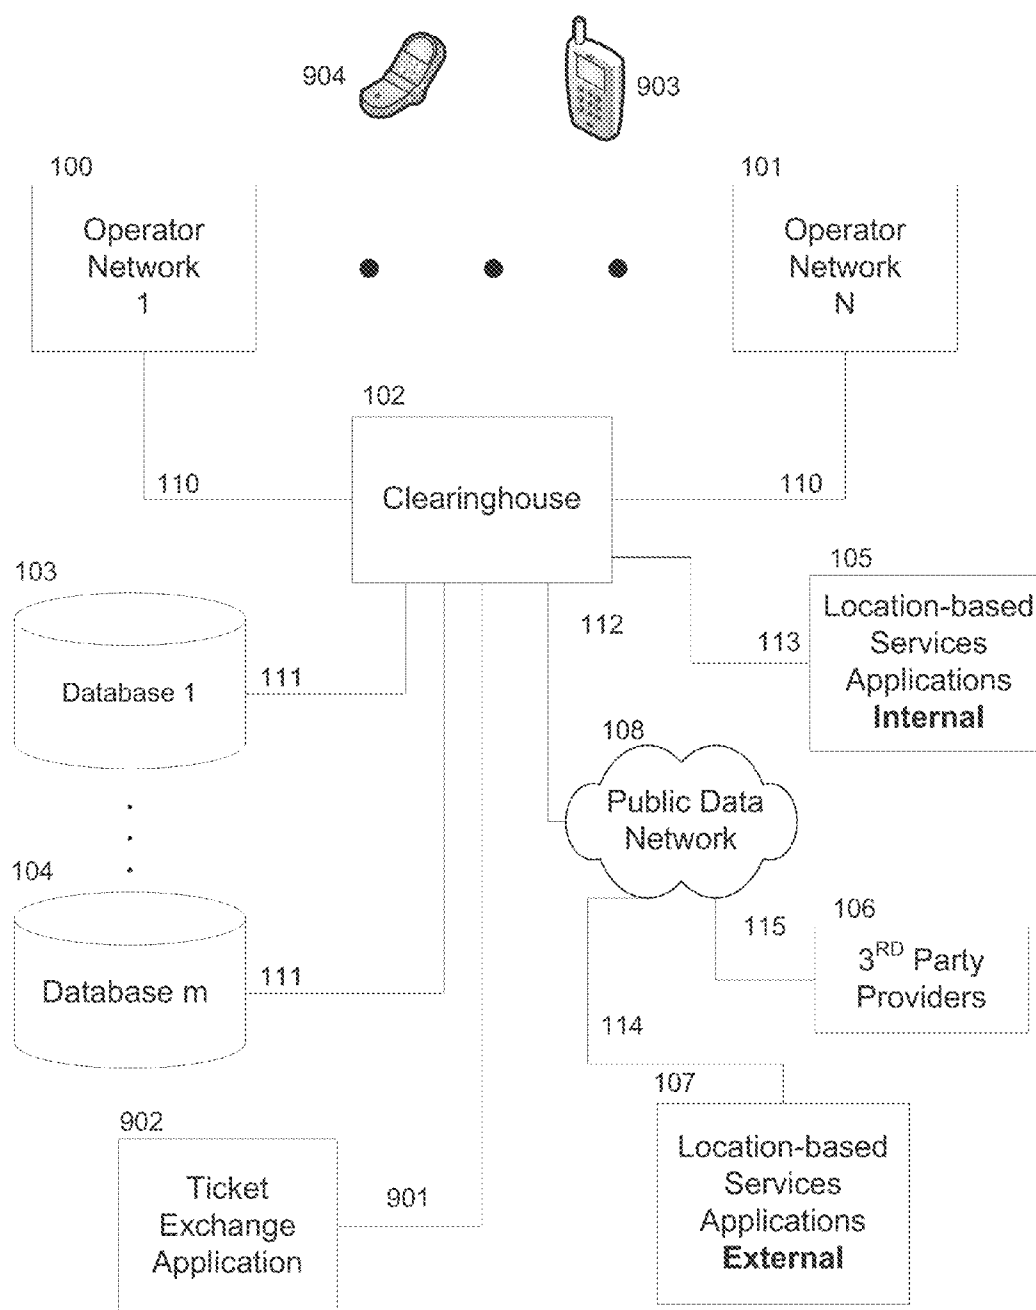 904
903
100
Operator
Network
1
101
Operator
Network
N
102
Clearinghouse
110
110
103
Database 1
111
112
105
Location-based
Services
Applications
Internal
113
108
Public Data
Network
104
Database m
111
115
106
3RD Party
Providers
114
107
Location-based
Services
Applications
External
902
Ticket
Exchange
Application
901